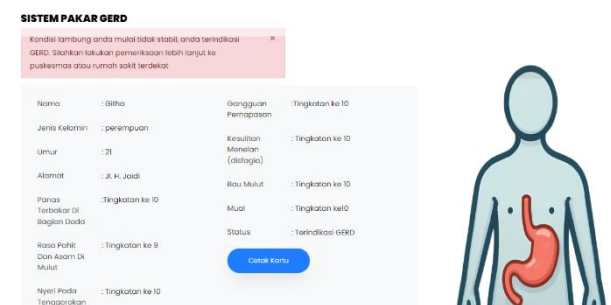 SISTEM PAKAR GERD
Kondisi lambung anda mulai tidak stabil, anda terindikasi
GERD. Silahkan lakukan pemeriksaan lebih lanjut ke
puskesmas atau rumah sakit terdekat
×
Nama : Githa
Jenis Kelamin : perempuan
Umur : 21
Alamat : Jl. H. Jaidi
Panas :Tingkatan ke 10
Terbakar Di
Bagian Dada
Rasa Pahit : Tingkatan ke 9
Dan Asam Di
Mulut
Nyeri Pada : Tingkatan ke 10
Tenggorokan
Gangguan :Tingkatan ke 10
Pernapasan
Kesulitan : Tingkatan ke 10
Menelan
(disfagia)
Bau Mulut : Tingkatan ke 10
Mual : Tingkatan ke10
Status : Terindikasi GERD
Cetak Kartu